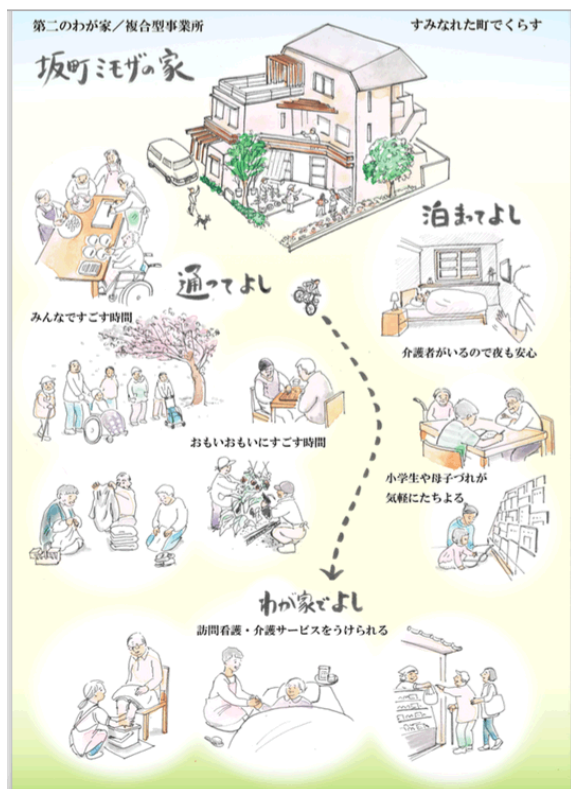 第二のわが家／複合型事業所
すみなれた町でくらす
坂町ミモザの家
泊まってよし
通ってよし
みんなですごす時間
介護者がいるので夜も安心
おもいおもいにすごす時間
小学生や母子づれが
気軽にたちよる
わが家でよし
訪問看護・介護サービスをうけられる